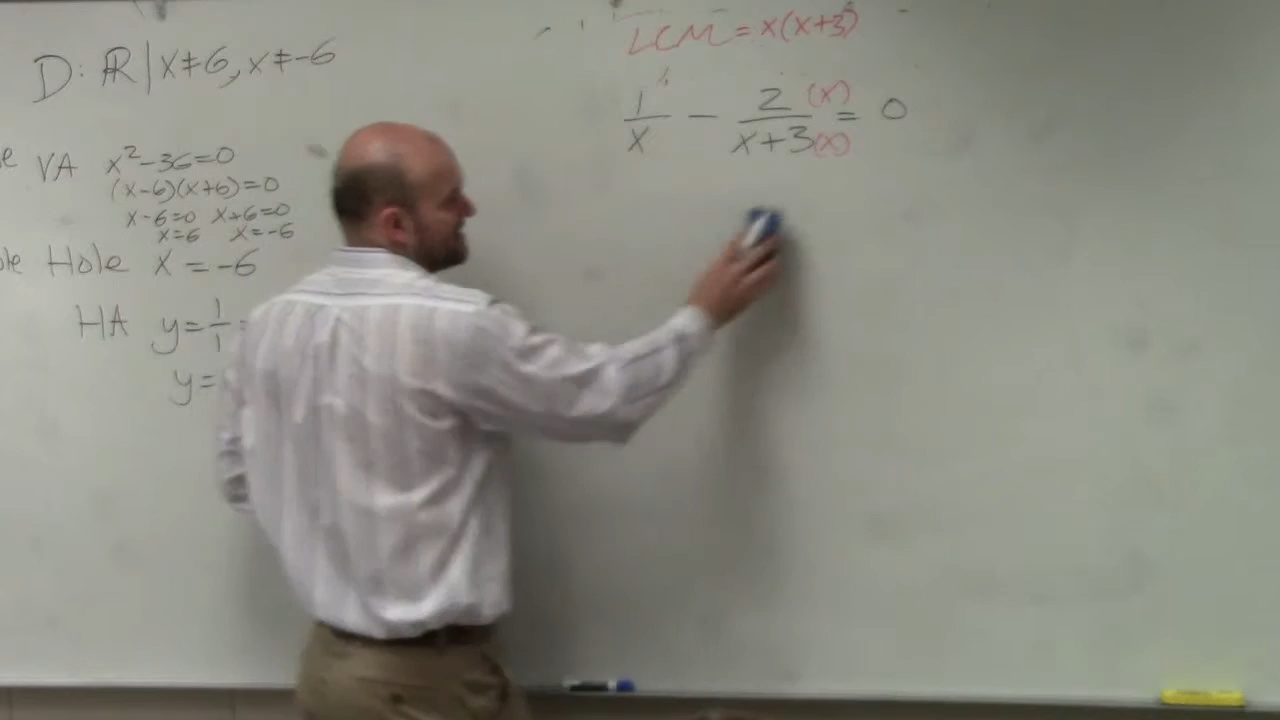 D: ℝ | x≠6, x≠-6
VA x²-36=0
(x-6)(x+6)=0
x-6=0 x+6=0
x=6 x=-6
Hole x=-6
HA y=1/1
y=
LCM=x(x+3)
1/x - 2(x)/x+3(x) = 0